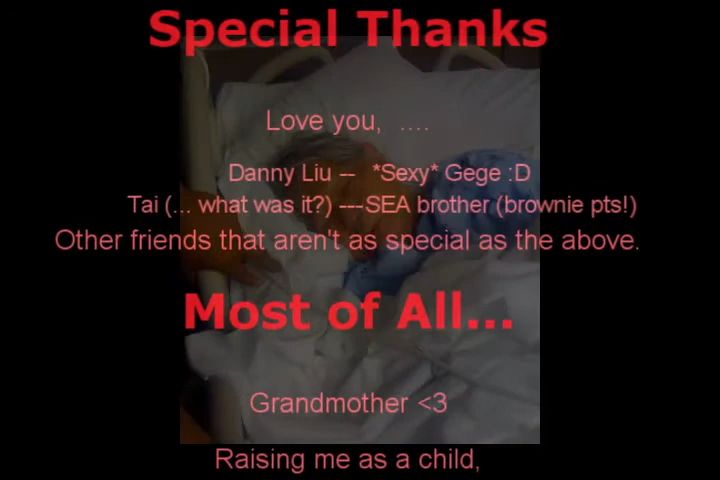 Special Thanks
Love you, ....
Danny Liu -- *Sexy* Gege :D
Tai (... what was it?) ---SEA brother (brownie pts!)
Other friends that aren't as special as the above.
Most of All...
Grandmother <3
Raising me as a child,